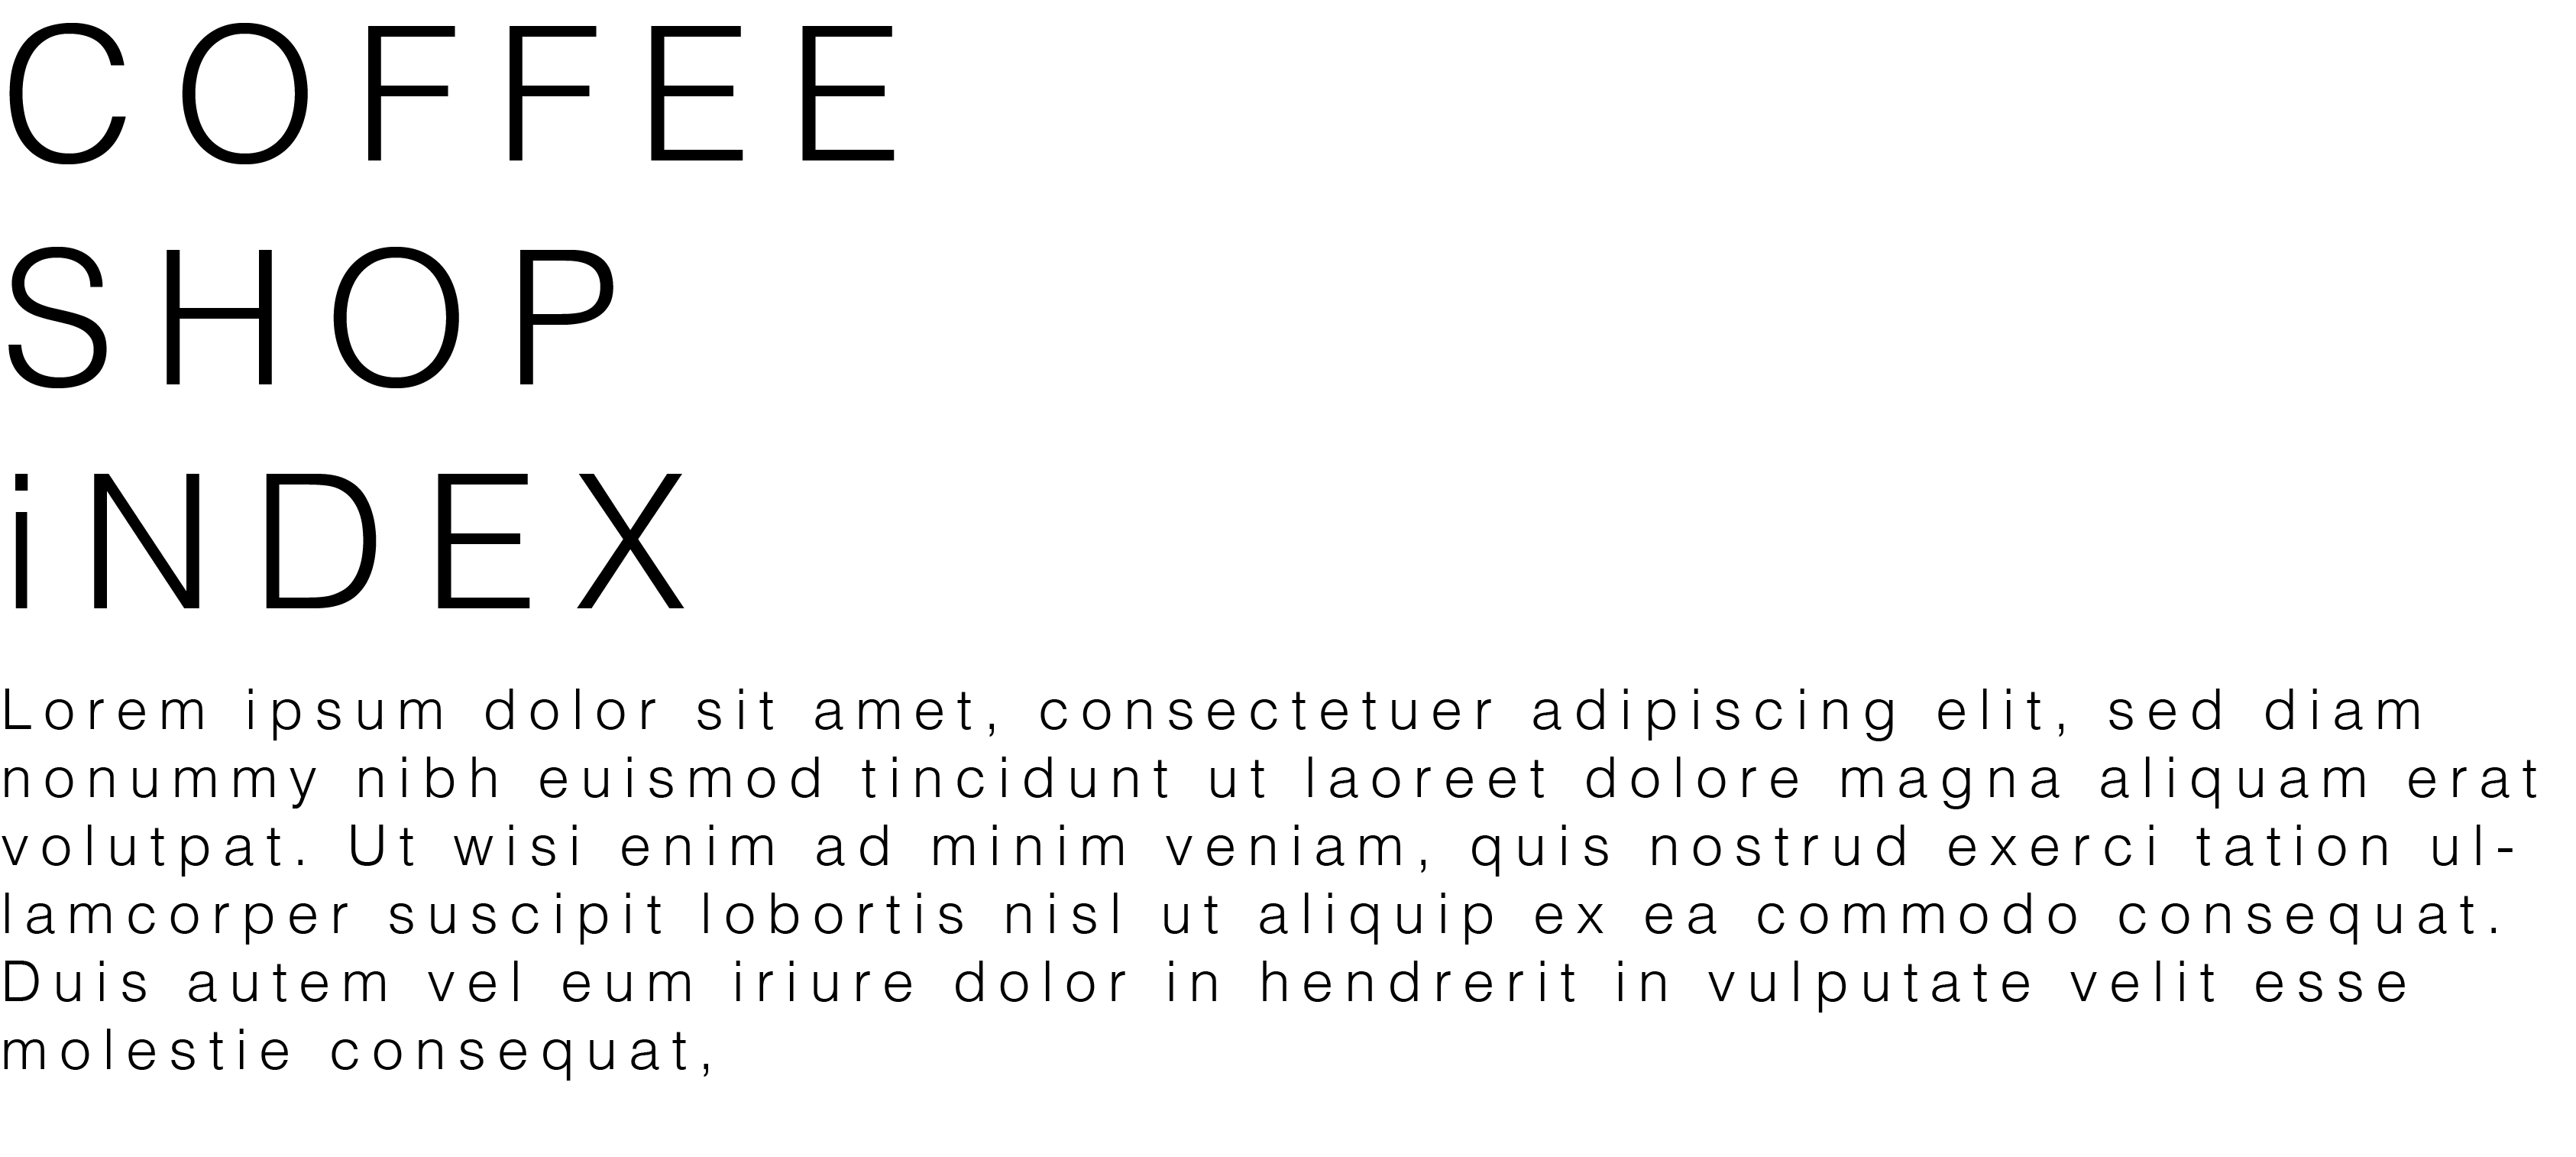 COFFEE
SHOP
iNDEX
Lorem ipsum dolor sit amet, consectetuer adipiscing elit, sed diam
nonummy nibh euismod tincidunt ut laoreet dolore magna aliquam erat
volutpat. Ut wisi enim ad minim veniam, quis nostrud exerci tation ul-
lamcorper suscipit lobortis nisl ut aliquip ex ea commodo consequat.
Duis autem vel eum iriure dolor in hendrerit in vulputate velit esse
molestie consequat,